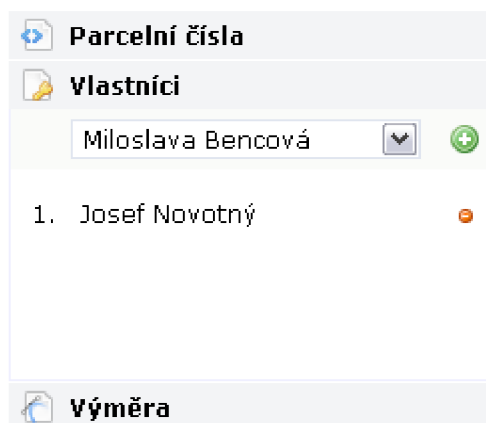 Parcelní čísla
Vlastníci
Miloslava Bencová
1. Josef Novotný
Výměra